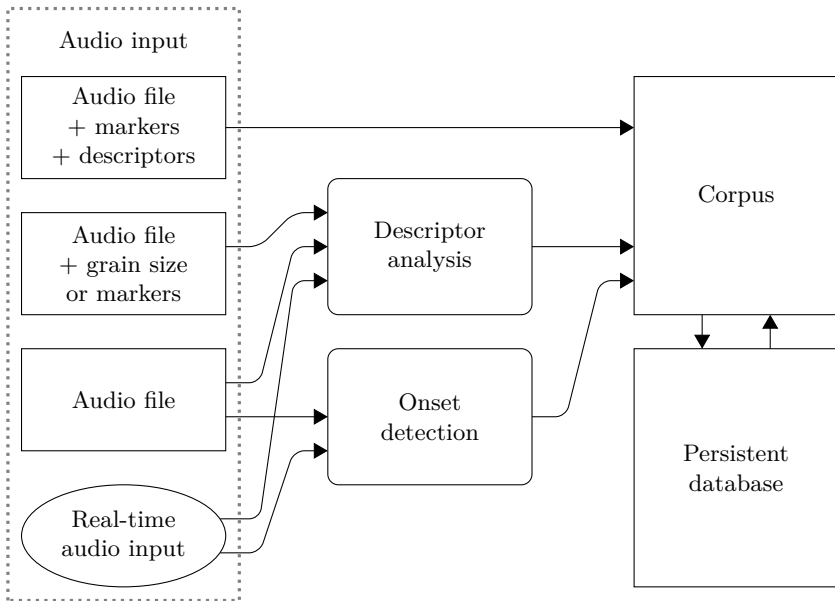 Audio input
Audio file
+ markers
+ descriptors
Audio file
+ grain size
or markers
Audio file
Real-time
audio input
Descriptor
analysis
Onset
detection
Corpus
Persistent
database